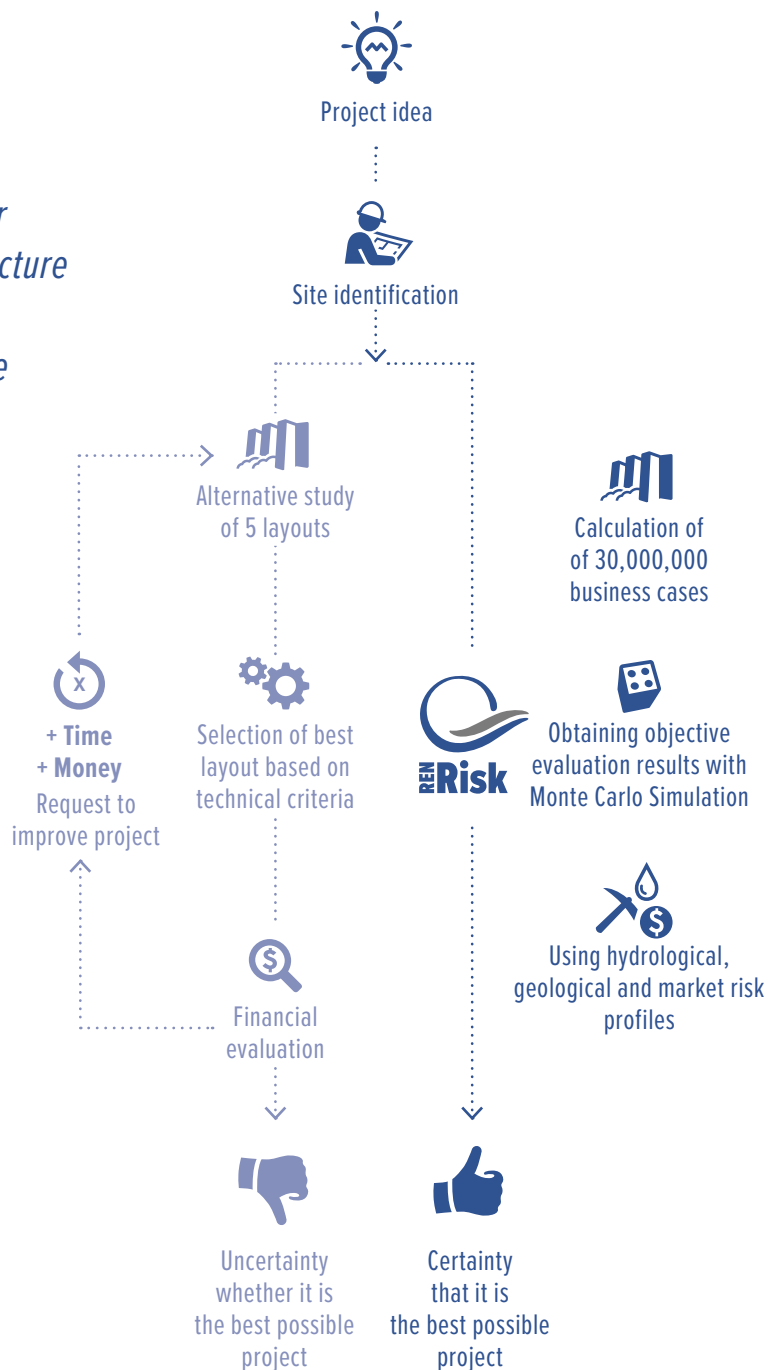 Project idea
r
cture
e
Site identification
Alternative study
of 5 layouts
Calculation of
of 30,000,000
business cases
x
+ Time
+ Money
Request to
improve project
Selection of best
layout based on
technical criteria
REN
Risk
Obtaining objective
evaluation results with
Monte Carlo Simulation
$
Using hydrological,
geological and market risk
profiles
$
Financial
evaluation
Uncertainty
whether it is
the best possible
project
Certainty
that it is
the best possible
project